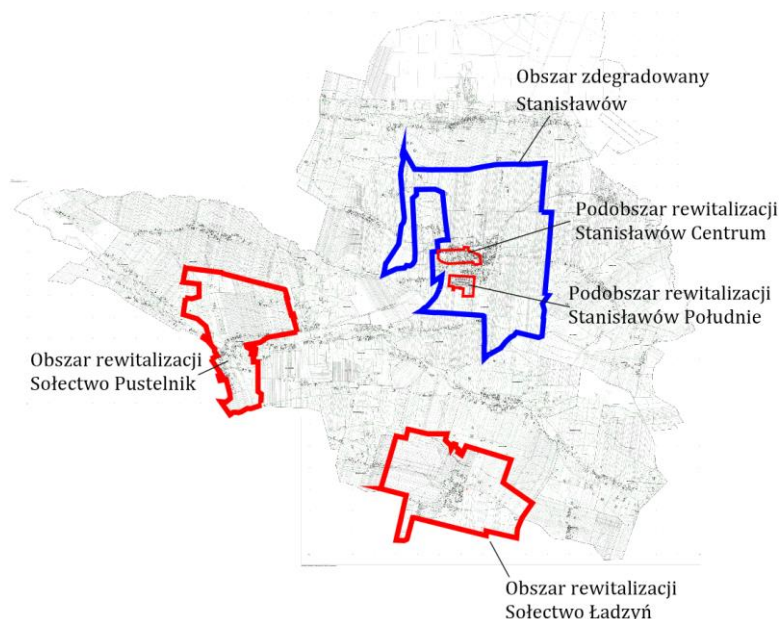 Obszar zdegradowany
Stanisławów
Podobszar rewitalizacji
Stanisławów Centrum
Podobszar rewitalizacji
Stanisławów Południe
Obszar rewitalizacji
Sołectwo Pustelnik
Obszar rewitalizacji
Sołectwo Ładzyń